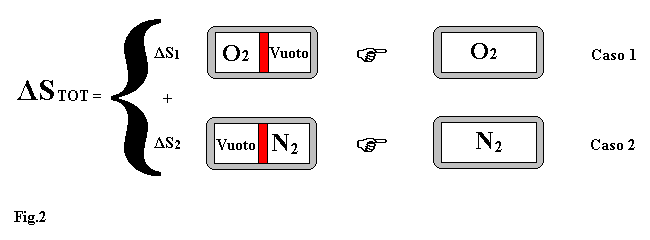 ΔS1 O2 Vuoto O2 Caso 1
ΔSTOT = +
ΔS2 Vuoto N2 N2 Caso 2
Fig.2